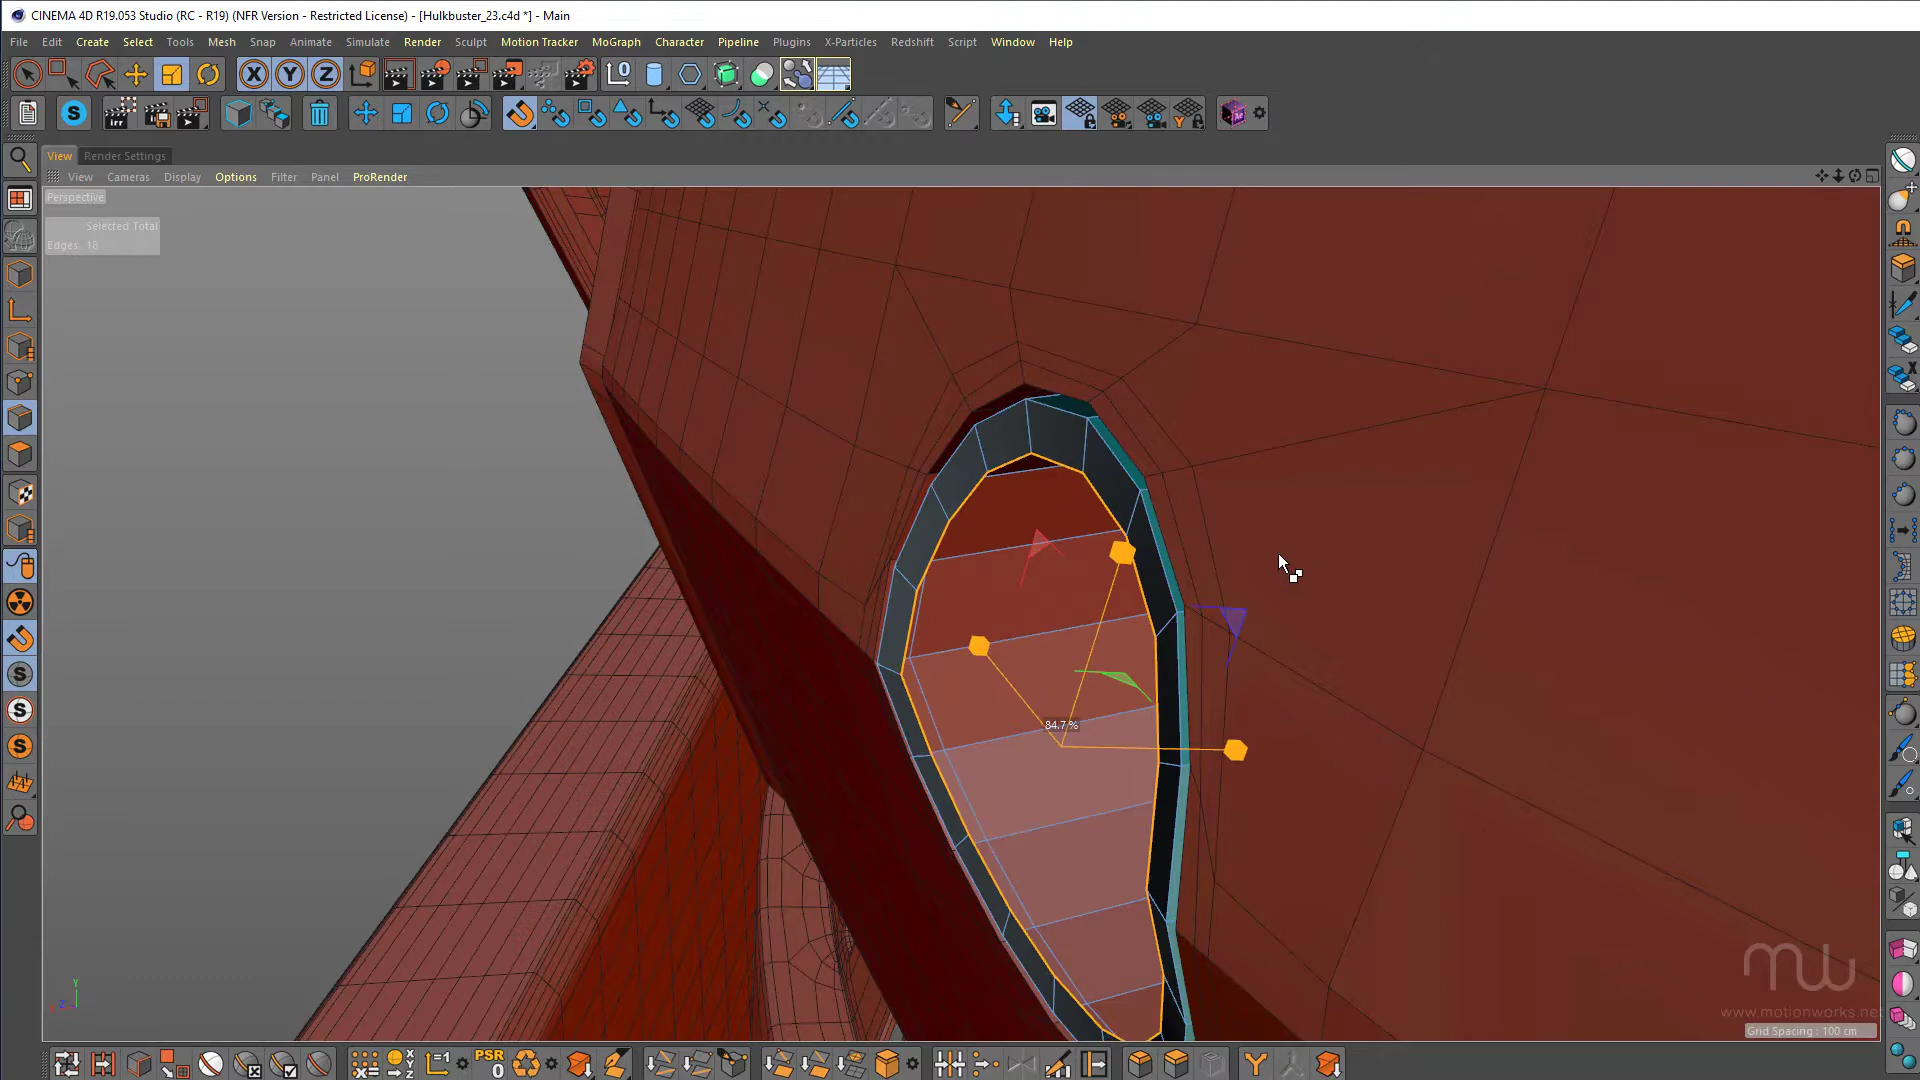 CINEMA 4D R19.053 Studio (RC - R19) (NFR Version - Restricted License) - [Hulkbuster_23.c4d *] - Main
File Edit Create Select Tools Mesh Snap Animate Simulate Render Sculpt Motion Tracker MoGraph Character Pipeline Plugins X-Particles Redshift Script Window Help
X Y Z
View Render Settings
View Cameras Display Options Filter Panel ProRender
Perspective
Selected Total
Edges: 18
84.7 %
Y
Z
mw
www.motionworks.net
Grid Spacing : 100 cm
PSR
0